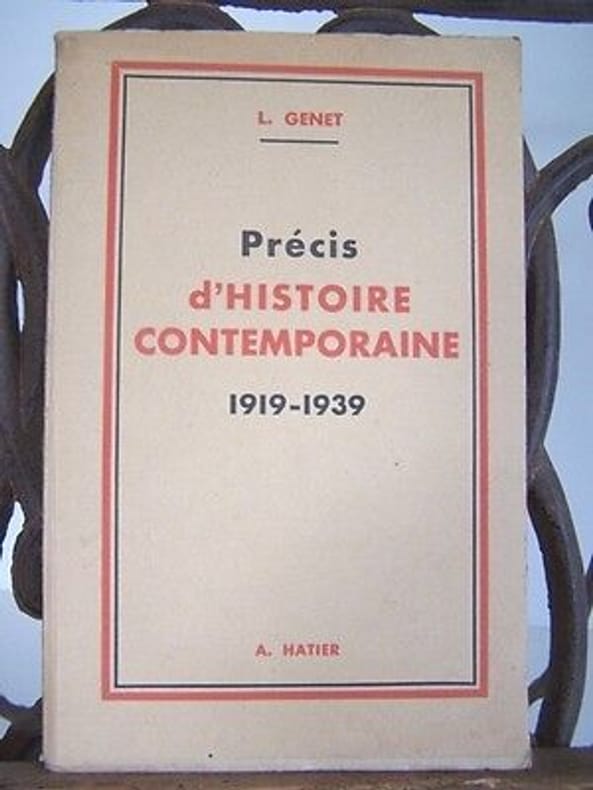 L. GENET
Précis
d'HISTOIRE
CONTEMPORAINE
1919-1939
A. HATIER